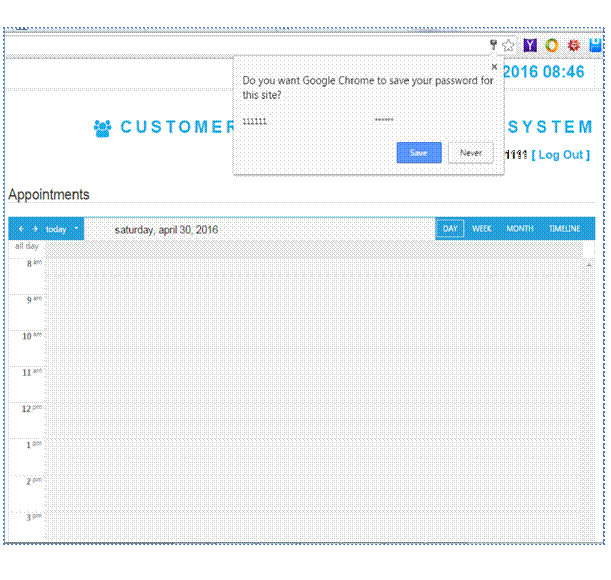 2016 08:46
Do you want Google Chrome to save your password for
this site?
111111 ******
Save Never
CUSTOMER SYSTEM
1111 [ Log Out ]
Appointments
today saturday, april 30, 2016 DAY WEEK MONTH TIMELINE
all day
8 am
9 am
10 am
11 am
12 pm
1 pm
2 pm
3 pm